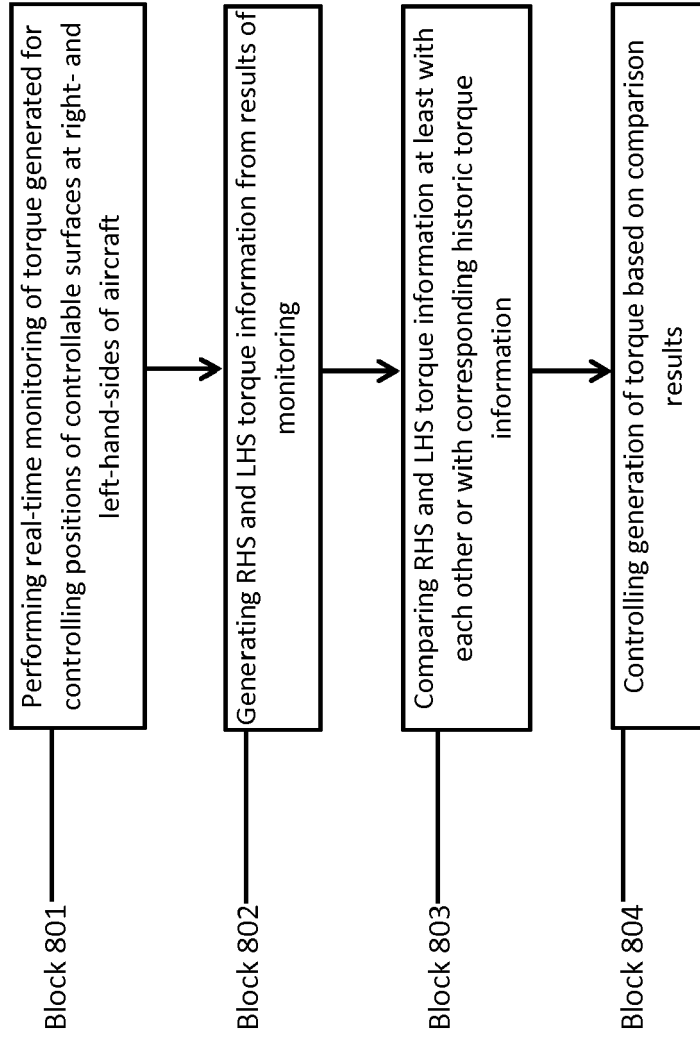 Block 801
Performing real-time monitoring of torque generated for
controlling positions of controllable surfaces at right- and
left-hand-sides of aircraft
Block 802
Generating RHS and LHS torque information from results of
monitoring
Block 803
Comparing RHS and LHS torque information at least with
each other or with corresponding historic torque
information
Block 804
Controlling generation of torque based on comparison
results